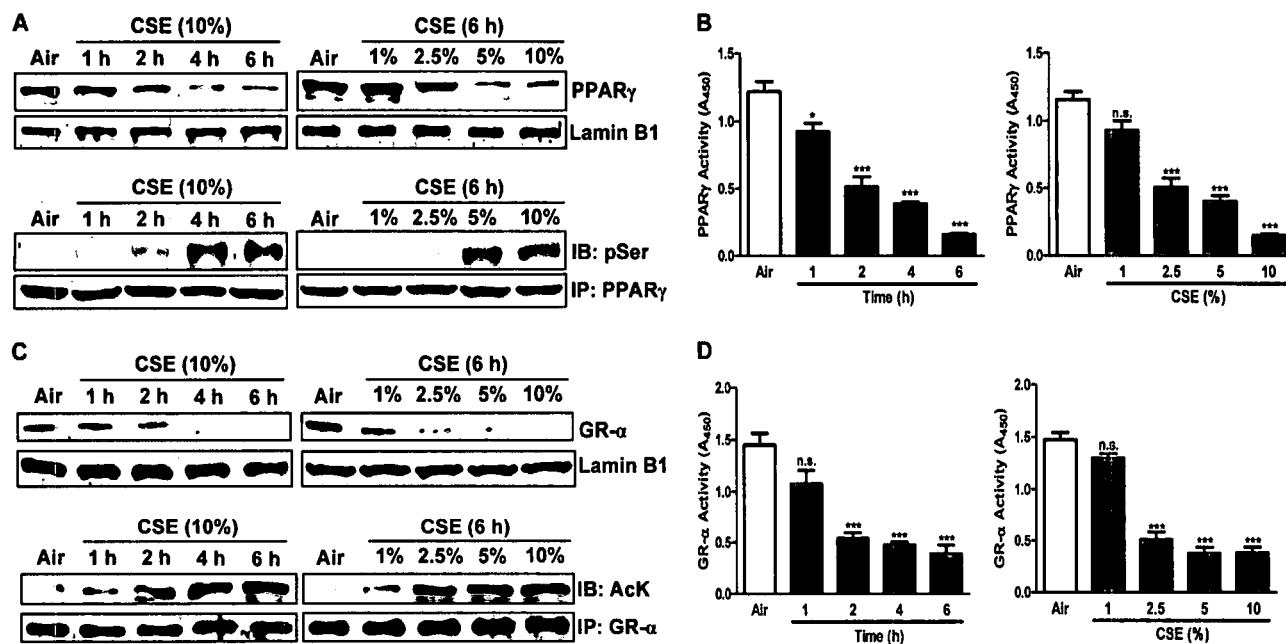 A
CSE (10%) CSE (6 h)
Air 1 h 2 h 4 h 6 h Air 1% 2.5% 5% 10%
PPARγ
Lamin B1
CSE (10%) CSE (6 h)
Air 1 h 2 h 4 h 6 h Air 1% 2.5% 5% 10%
IB: pSer
IP: PPARγ
B
PPARγ Activity (A450)
1.5
1.0
0.5
0.0
* *** *** ***
Air 1 2 4 6
Time (h)
PPARγ Activity (A450)
1.5
1.0
0.5
0.0
n.s. *** *** ***
Air 1 2.5 5 10
CSE (%)
C
CSE (10%) CSE (6 h)
Air 1 h 2 h 4 h 6 h Air 1% 2.5% 5% 10%
GR-α
Lamin B1
CSE (10%) CSE (6 h)
Air 1 h 2 h 4 h 6 h Air 1% 2.5% 5% 10%
IB: AcK
IP: GR-α
D
GR-α Activity (A450)
2.0
1.5
1.0
0.5
0.0
n.s. *** *** ***
Air 1 2 4 6
Time (h)
GR-α Activity (A450)
2.0
1.5
1.0
0.5
0.0
n.s. *** *** ***
Air 1 2.5 5 10
CSE (%)